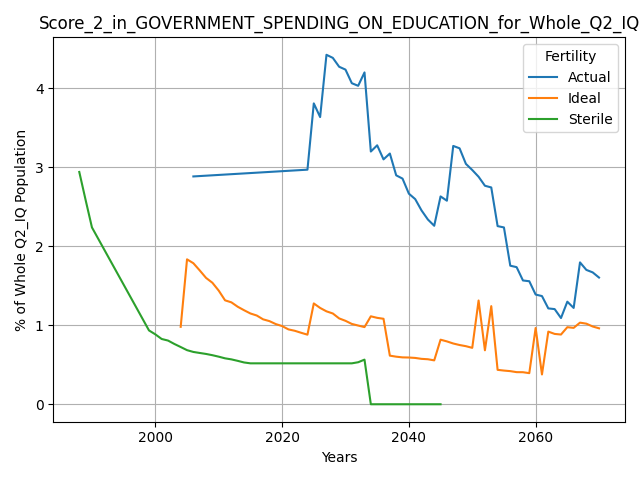 Score_2_in_GOVERNMENT_SPENDING_ON_EDUCATION_for_Whole_Q2_IQ
Fertility
Actual
Ideal
Sterile
% of Whole Q2_IQ Population
4
3
2
1
0
2000 2020 2040 2060
Years